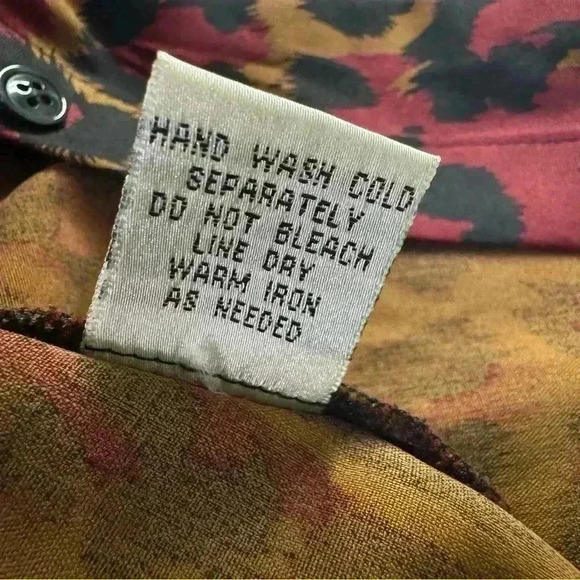 HAND WASH COLD
SEPARATELY
DO NOT BLEACH
LINE DRY
WARM IRON
AS NEEDED